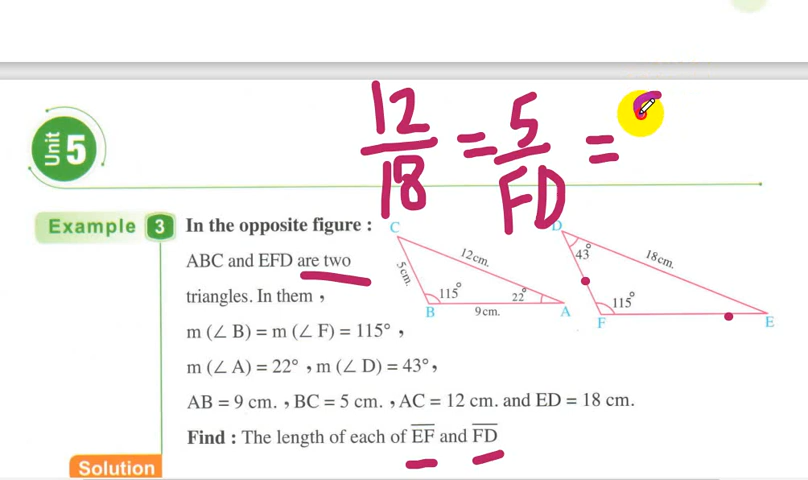 12/18 = 5/FD =
Unit 5
Example 3 In the opposite figure :
ABC and EFD are two
triangles. In them ,
m (∠ B) = m (∠ F) = 115° ,
m (∠ A) = 22° , m (∠ D) = 43° ,
AB = 9 cm. , BC = 5 cm. , AC = 12 cm. and ED = 18 cm.
Find : The length of each of E̅F̅ and F̅D̅
Solution
C
12cm.
5cm.
115°
22°
B
9cm.
A
D
43°
18cm.
115°
F
E